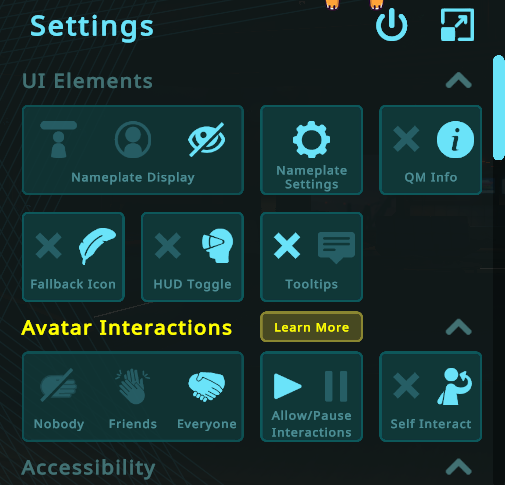 Settings
UI Elements
Nameplate Display
Nameplate
Settings
QM Info
Fallback Icon
HUD Toggle
Tooltips
Avatar Interactions
Learn More
Nobody
Friends
Everyone
Allow/Pause
Interactions
Self Interact
Accessibility